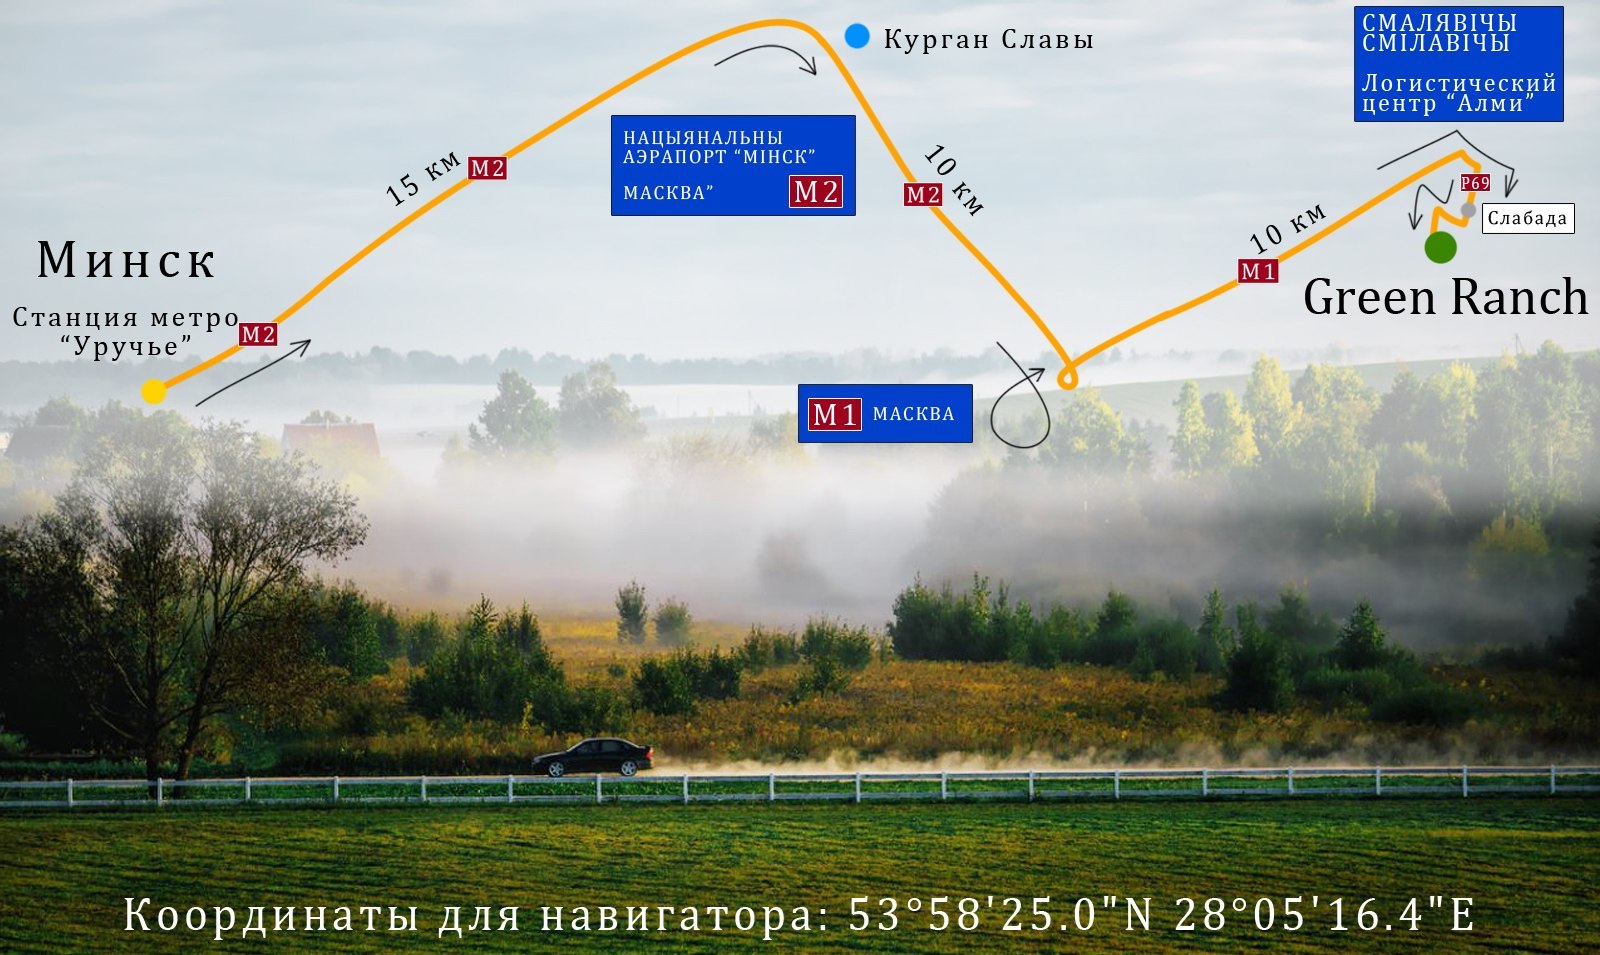 Курган Славы
СМАЛЯВІЧЫ
СМІЛАВІЧЫ
Логистический
центр “Алми”
НАЦЫЯНАЛЬНЫ
АЭРАПОРТ “МІНСК”
МАСКВА” M2
15 км
M2
M2
10 км
P69
Слабада
10 км
M1
Минск
Станция метро
“Уручье”
M2
Green Ranch
M1 МАСКВА
Координаты для навигатора: 53°58'25.0"N 28°05'16.4"E